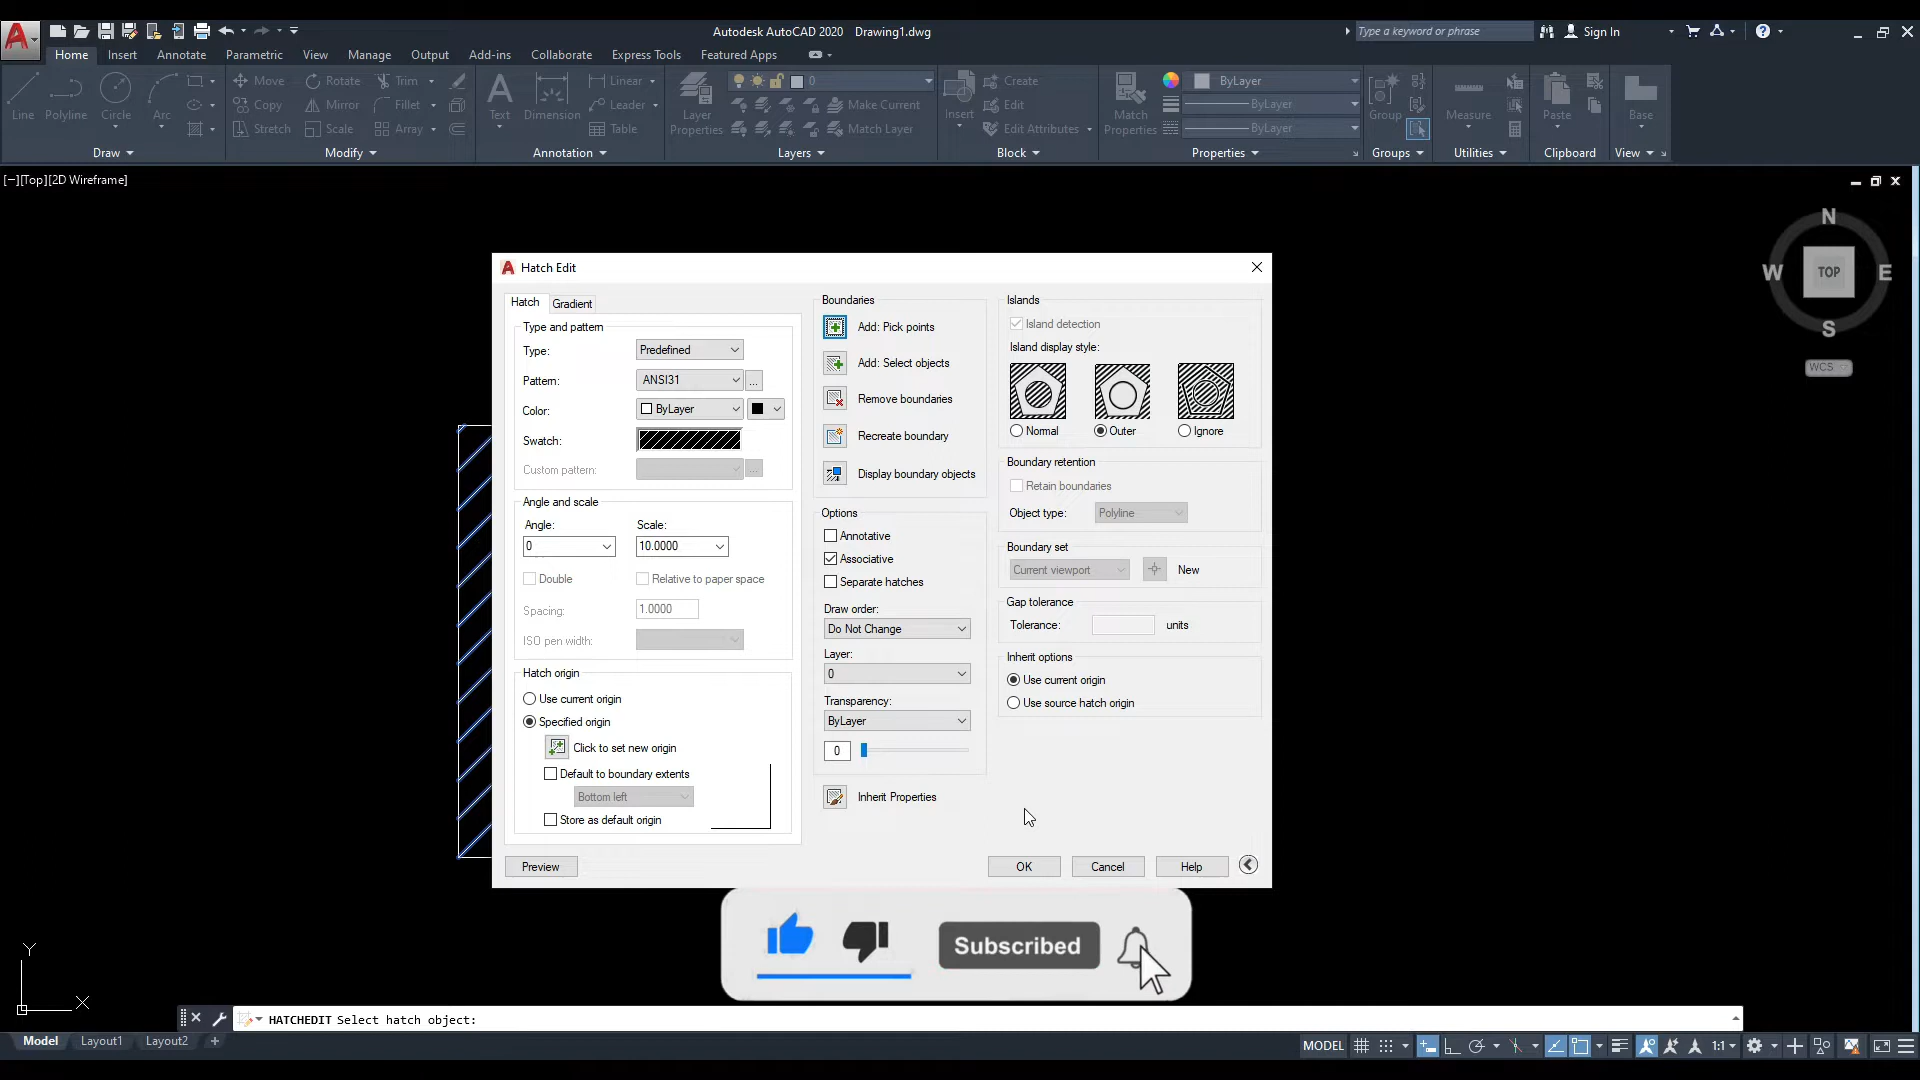 Autodesk AutoCAD 2020 Drawing1.dwg
Type a keyword or phrase
Sign In
Home Insert Annotate Parametric View Manage Output Add-ins Collaborate Express Tools Featured Apps
Line Polyline Circle Arc
Move Rotate Trim
Copy Mirror Fillet
Stretch Scale Array
Text Dimension
Linear
Leader
Table
Layer
Properties
0
Make Current
Match Layer
Insert
Create
Edit
Edit Attributes
Match
Properties
ByLayer
ByLayer
ByLayer
Group
Measure
Paste
Base
Draw Modify Annotation Layers Block Properties Groups Utilities Clipboard View
[−][Top][2D Wireframe]
N
W TOP E
S
WCS
Hatch Edit
Hatch Gradient
Type and pattern
Type: Predefined
Pattern: ANSI31 ...
Color: ByLayer
Swatch:
Custom pattern: ...
Angle and scale
Angle: Scale:
0 10.0000
Double Relative to paper space
Spacing: 1.0000
ISO pen width:
Hatch origin
Use current origin
Specified origin
Click to set new origin
Default to boundary extents
Bottom left
Store as default origin
Preview
Boundaries
Add: Pick points
Add: Select objects
Remove boundaries
Recreate boundary
Display boundary objects
Options
Annotative
Associative
Separate hatches
Draw order:
Do Not Change
Layer:
0
Transparency:
ByLayer
0
Inherit Properties
Islands
Island detection
Island display style:
Normal Outer Ignore
Boundary retention
Retain boundaries
Object type: Polyline
Boundary set
Current viewport New
Gap tolerance
Tolerance: units
Inherit options
Use current origin
Use source hatch origin
OK Cancel Help
Subscribed
Y
X
HATCHEDIT Select hatch object:
Model Layout1 Layout2 +
MODEL 1:1